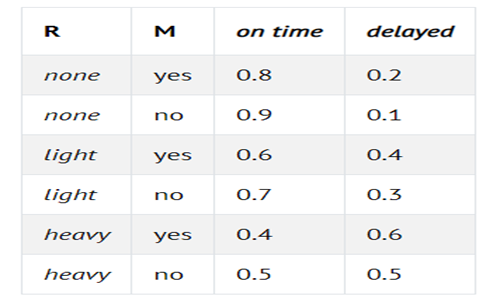 R M on time delayed
none yes 0.8 0.2
none no 0.9 0.1
light yes 0.6 0.4
light no 0.7 0.3
heavy yes 0.4 0.6
heavy no 0.5 0.5